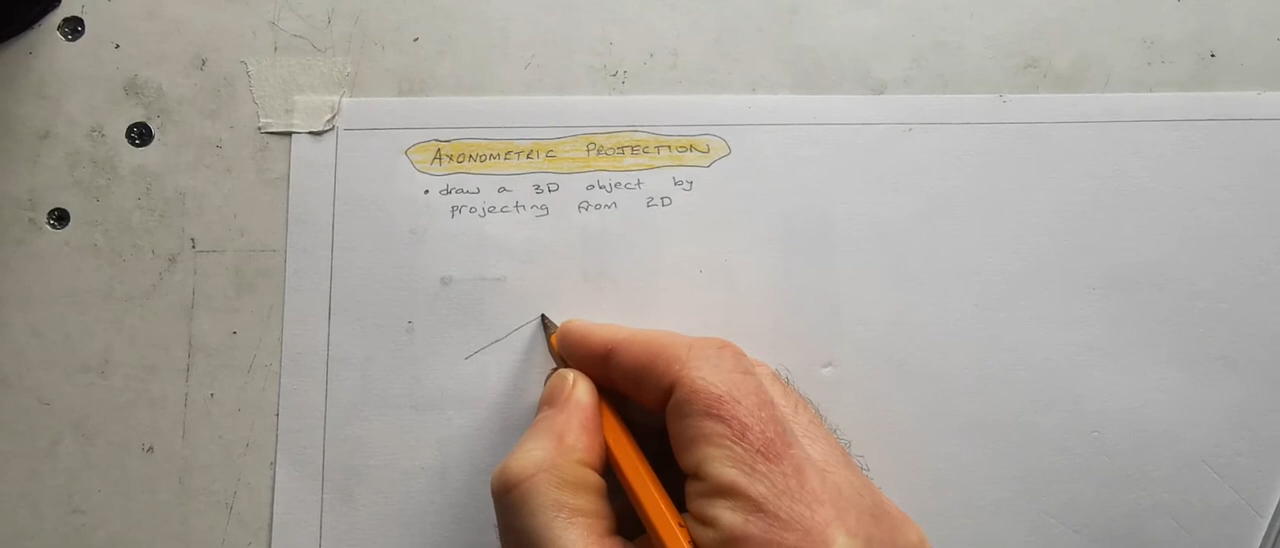 AXONOMETRIC PROJECTION
• draw a 3D object by
projecting from 2D